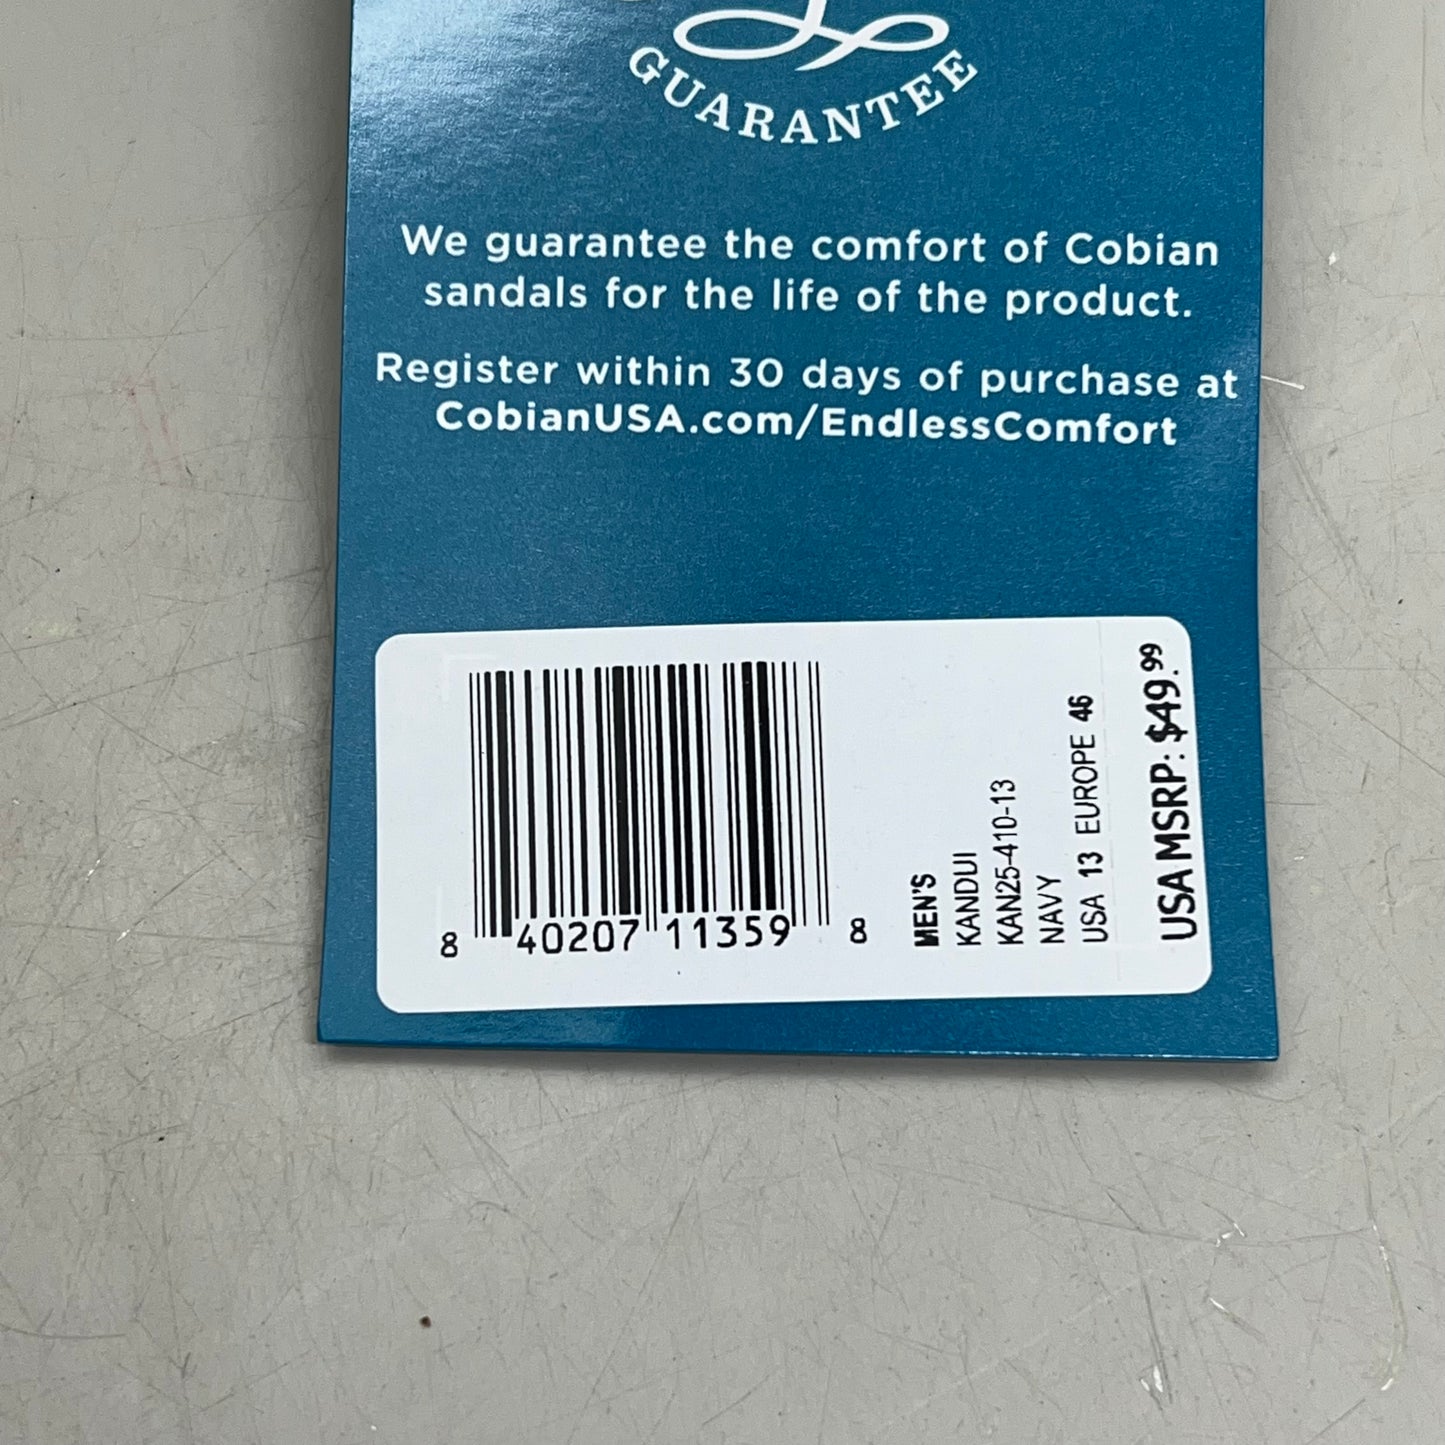 GUARANTEE
We guarantee the comfort of Cobian
sandals for the life of the product.
Register within 30 days of purchase at
CobianUSA.com/EndlessComfort
8 40207 11359 8
MEN'S
KANDUI
KAN25-410-13
NAVY
USA 13 EUROPE 46
USA MSRP: $49.99